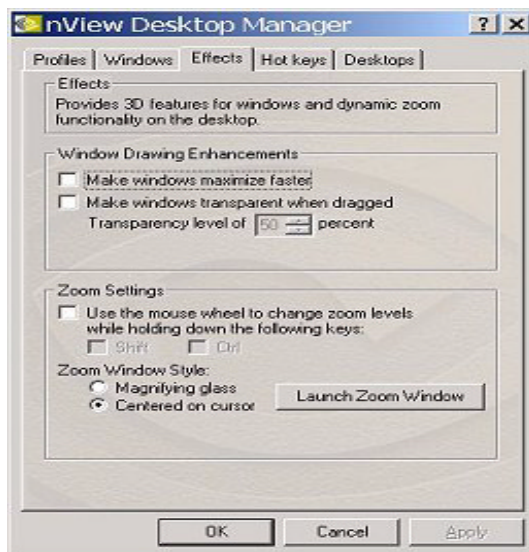 nView Desktop Manager
Profiles Windows Effects Hot keys Desktops
Effects
Provides 3D features for windows and dynamic zoom
functionality on the desktop.
Window Drawing Enhancements
Make windows maximize faster
Make windows transparent when dragged
Transparency level of 50 percent
Zoom Settings
Use the mouse wheel to change zoom levels
while holding down the following keys:
Shift Ctrl
Zoom Window Style:
Magnifying glass
Centered on cursor
Launch Zoom Window
OK Cancel Apply